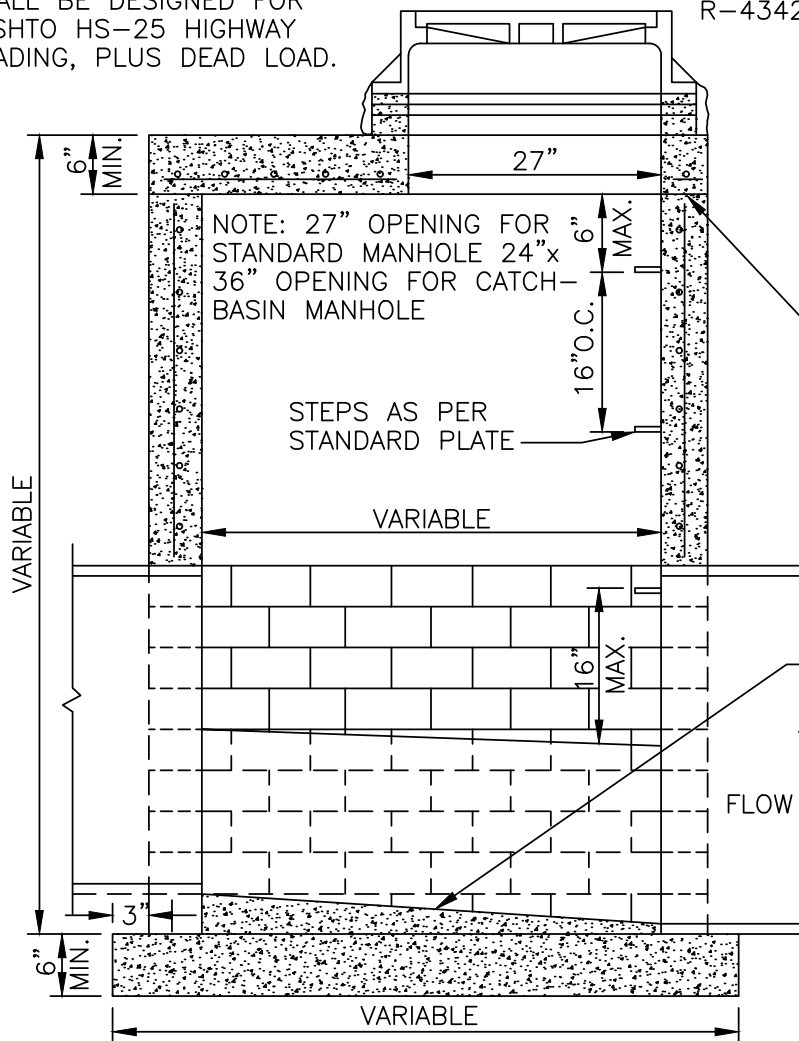 ALL BE DESIGNED FOR
SHTO HS-25 HIGHWAY
ADING, PLUS DEAD LOAD.
R-4342
6" MIN.
27"
NOTE: 27" OPENING FOR
STANDARD MANHOLE 24"x
36" OPENING FOR CATCH-
BASIN MANHOLE
6" MAX.
16"O.C.
STEPS AS PER
STANDARD PLATE
VARIABLE
VARIABLE
16" MAX.
FLOW
3"
6" MIN.
VARIABLE